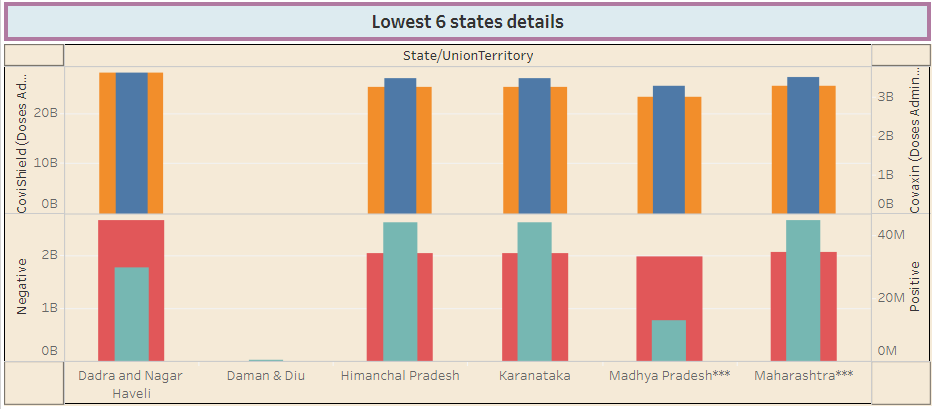 Lowest 6 states details
State/UnionTerritory
CoviShield (Doses Ad...
20B
10B
0B
Covaxin (Doses Admin...
3B
2B
1B
0B
Negative
2B
1B
0B
Positive
40M
20M
0M
Dadra and Nagar
Haveli
Daman & Diu
Himanchal Pradesh
Karanataka
Madhya Pradesh***
Maharashtra***